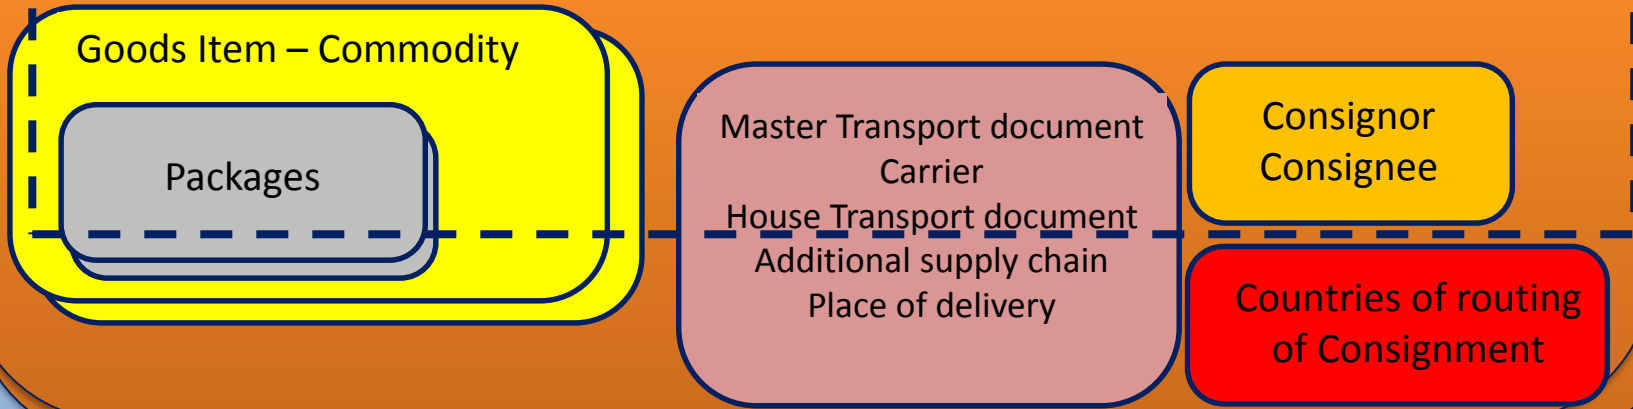 Goods Item – Commodity
Packages
Master Transport document
Carrier
House Transport document
Additional supply chain
Place of delivery
Consignor
Consignee
Countries of routing
of Consignment